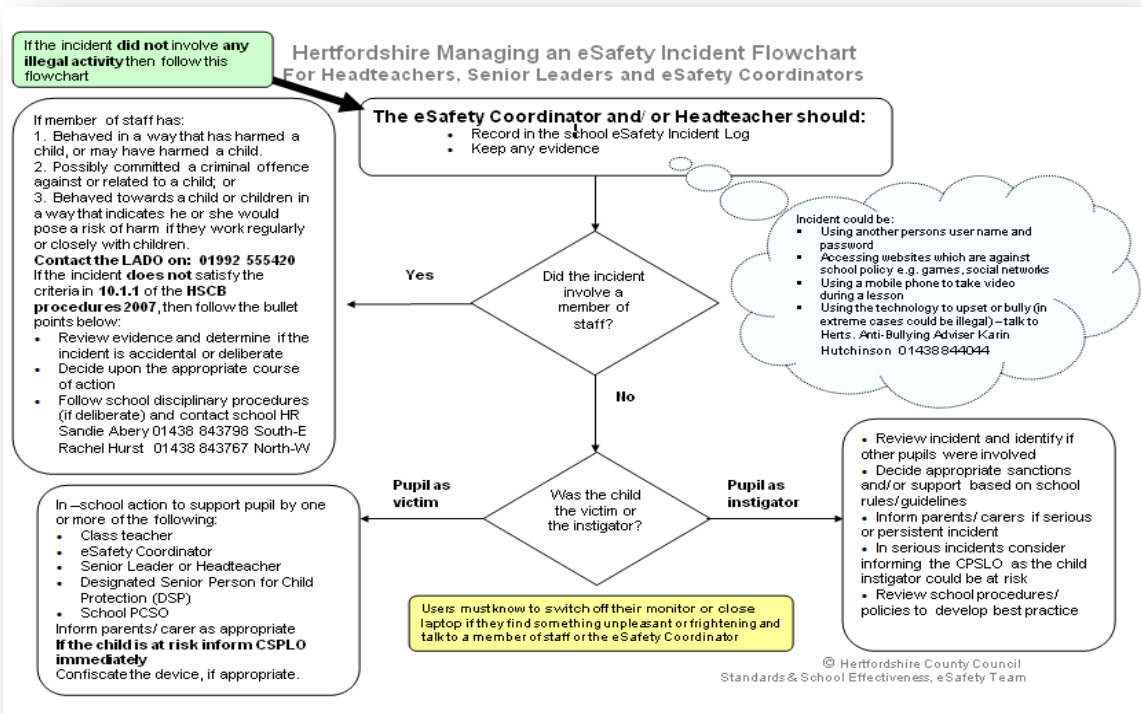 If the incident did not involve any
illegal activity then follow this
flowchart
Hertfordshire Managing an eSafety Incident Flowchart
For Headteachers, Senior Leaders and eSafety Coordinators
The eSafety Coordinator and/ or Headteacher should:
• Record in the school eSafety Incident Log
• Keep any evidence
If member of staff has:
1. Behaved in a way that has harmed a
child, or may have harmed a child.
2. Possibly committed a criminal offence
against or related to a child; or
3. Behaved towards a child or children in
a way that indicates he or she would
pose a risk of harm if they work regularly
or closely with children.
Contact the LADO on: 01992 555420
If the incident does not satisfy the
criteria in 10.1.1 of the HSCB
procedures 2007, then follow the bullet
points below:
• Review evidence and determine if the
incident is accidental or deliberate
• Decide upon the appropriate course
of action
• Follow school disciplinary procedures
(if deliberate) and contact school HR
Sandie Abery 01438 843798 South-E
Rachel Hurst 01438 843767 North-W
Yes
Did the incident
involve a
member of
staff?
Incident could be:
▪ Using another persons user name and
password
▪ Accessing websites which are against
school policy e.g. games, social networks
▪ Using a mobile phone to take video
during a lesson
▪ Using the technology to upset or bully (in
extreme cases could be illegal) – talk to
Herts. Anti-Bullying Adviser Karin
Hutchinson 01438 844044
No
Pupil as
victim
Was the child
the victim or
the instigator?
Pupil as
instigator
In –school action to support pupil by one
or more of the following:
• Class teacher
• eSafety Coordinator
• Senior Leader or Headteacher
• Designated Senior Person for Child
Protection (DSP)
• School PCSO
Inform parents/ carer as appropriate
If the child is at risk inform CSPLO
immediately
Confiscate the device, if appropriate.
• Review incident and identify if
other pupils were involved
• Decide appropriate sanctions
and/or support based on school
rules/ guidelines
• Inform parents/ carers if serious
or persistent incident
• In serious incidents consider
informing the CPSLO as the child
instigator could be at risk
• Review school procedures/
policies to develop best practice
Users must know to switch off their monitor or close
laptop if they find something unpleasant or frightening and
talk to a member of staff or the eSafety Coordinator
© Hertfordshire County Council
Standards & School Effectiveness, eSafety Team